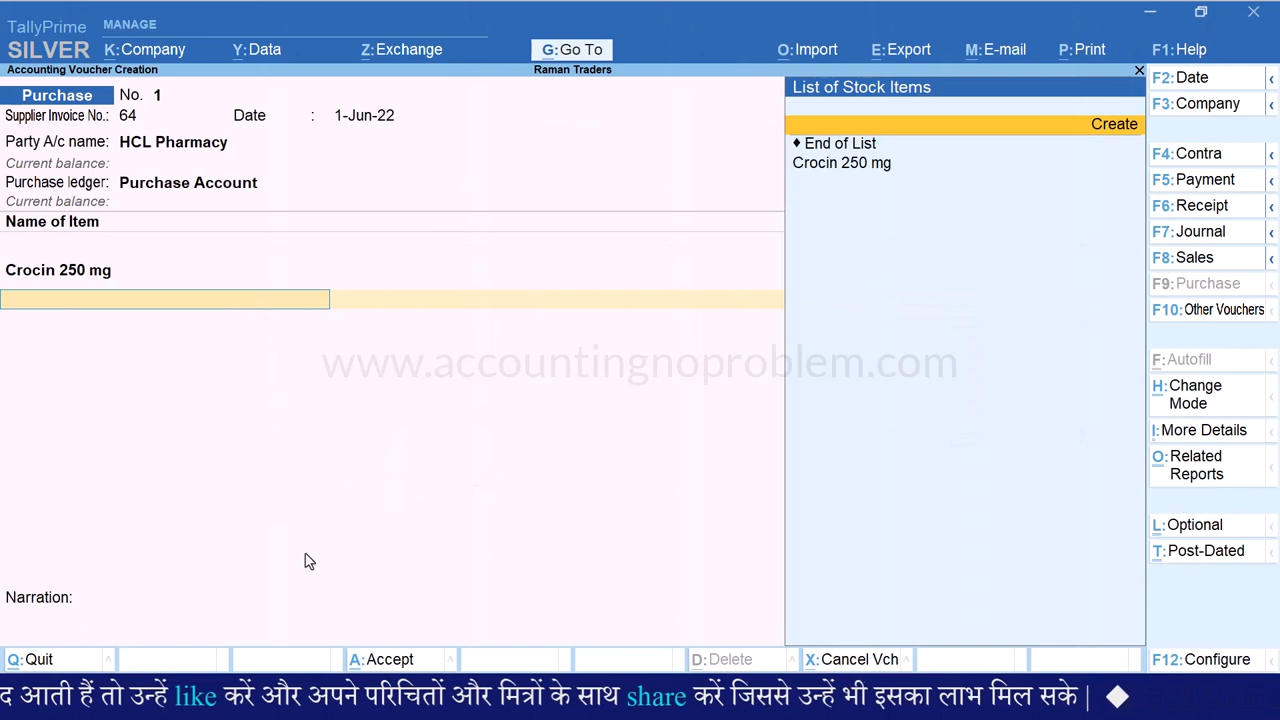 TallyPrime
MANAGE
SILVER
K:Company
Y:Data
Z:Exchange
G:Go To
O:Import
E:Export
M:E-mail
P:Print
F1:Help
Accounting Voucher Creation
Raman Traders
Purchase No. 1
Supplier Invoice No.: 64 Date : 1-Jun-22
Party A/c name: HCL Pharmacy
Current balance:
Purchase ledger: Purchase Account
Current balance:
Name of Item
Crocin 250 mg
Narration:
List of Stock Items
Create
♦ End of List
Crocin 250 mg
F2:Date
F3:Company
F4:Contra
F5:Payment
F6:Receipt
F7:Journal
F8:Sales
F9:Purchase
F10:Other Vouchers
F:Autofill
H:Change
Mode
I:More Details
O:Related
Reports
L:Optional
T:Post-Dated
www.accountingnoproblem.com
Q:Quit
A:Accept
D:Delete
X:Cancel Vch
F12:Configure
द आती हैं तो उन्हें like करें और अपने परिचितों और मित्रों के साथ share करें जिससे उन्हें भी इसका लाभ मिल सके |